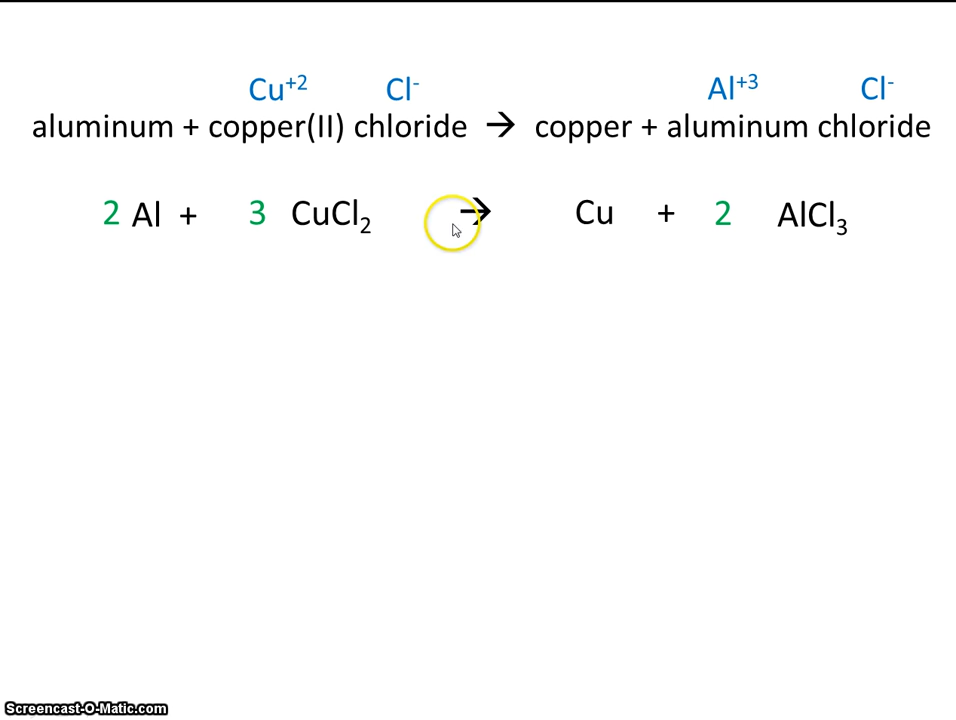 Cu⁺² Cl⁻ Al⁺³ Cl⁻
aluminum + copper(II) chloride → copper + aluminum chloride
2 Al + 3 CuCl₂ → Cu + 2 AlCl₃
Screencast-O-Matic.com